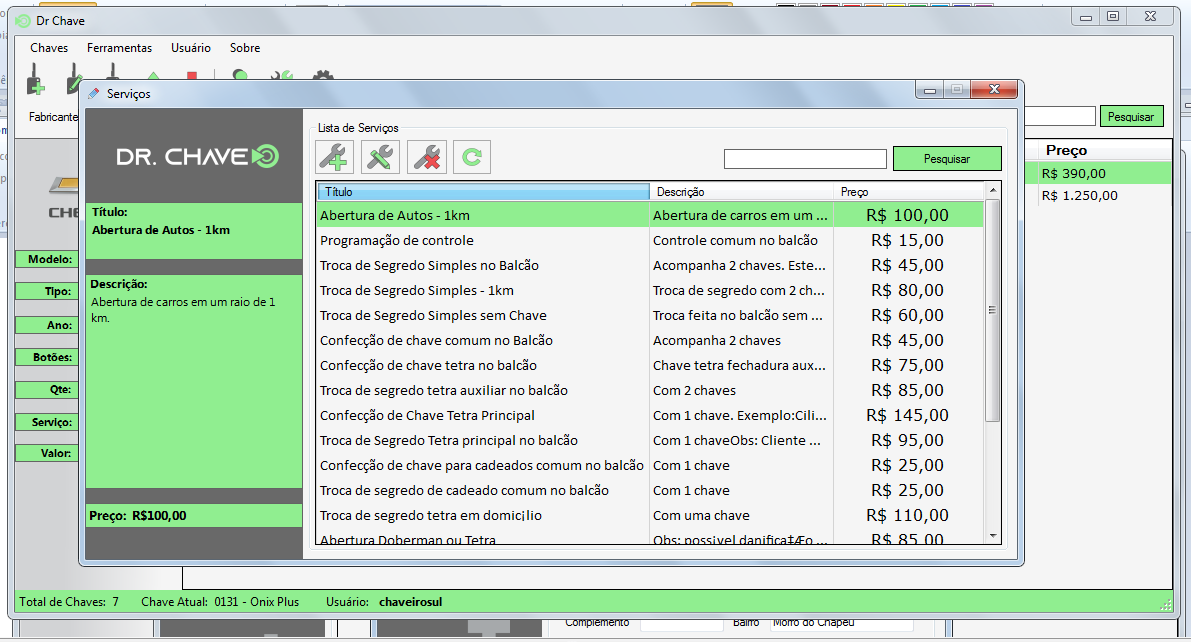 Dr Chave
Chaves Ferramentas Usuário Sobre
Fabricante
Pesquisar
Preço
R$ 390,00
R$ 1.250,00
Modelo:
Tipo:
Ano:
Botões:
Qte:
Serviço:
Valor:
Serviços
DR. CHAVE
Título:
Abertura de Autos - 1km
Descrição:
Abertura de carros em um raio de 1
km.
Preço: R$100,00
Lista de Serviços
Pesquisar
Título Descrição Preço
Abertura de Autos - 1km Abertura de carros em um ... R$ 100,00
Programação de controle Controle comum no balcão R$ 15,00
Troca de Segredo Simples no Balcão Acompanha 2 chaves. Este... R$ 45,00
Troca de Segredo Simples - 1km Troca de segredo com 2 ch... R$ 80,00
Troca de Segredo Simples sem Chave Troca feita no balcão sem ... R$ 60,00
Confecção de chave comum no Balcão Acompanha 2 chaves R$ 45,00
Confecção de chave tetra no balcão Chave tetra fechadura aux... R$ 75,00
Troca de segredo tetra auxiliar no balcão Com 2 chaves R$ 85,00
Confecção de Chave Tetra Principal Com 1 chave. Exemplo:Cili... R$ 145,00
Troca de Segredo Tetra principal no balcão Com 1 chaveObs: Cliente ... R$ 95,00
Confecção de chave para cadeados comum no balcão Com 1 chave R$ 25,00
Troca de segredo de cadeado comum no balcão Com 1 chave R$ 25,00
Troca de segredo tetra em domic¡lio Com uma chave R$ 110,00
Abertura Doberman ou Tetra Obs: poss¡vel danifica‡Æo ... R$ 85,00
Total de Chaves: 7 Chave Atual: 0131 - Onix Plus Usuário: chaveirosul
Complemento Bairro Morro do Chapéu